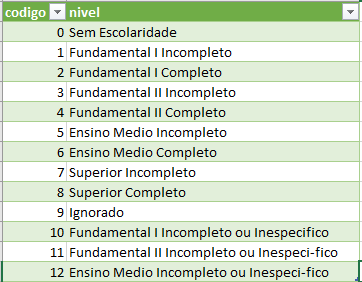 codigo nivel
0 Sem Escolaridade
1 Fundamental I Incompleto
2 Fundamental I Completo
3 Fundamental II Incompleto
4 Fundamental II Completo
5 Ensino Medio Incompleto
6 Ensino Medio Completo
7 Superior Incompleto
8 Superior Completo
9 Ignorado
10 Fundamental I Incompleto ou Inespecifico
11 Fundamental II Incompleto ou Inespeci-fico
12 Ensino Medio Incompleto ou Inespeci-fico